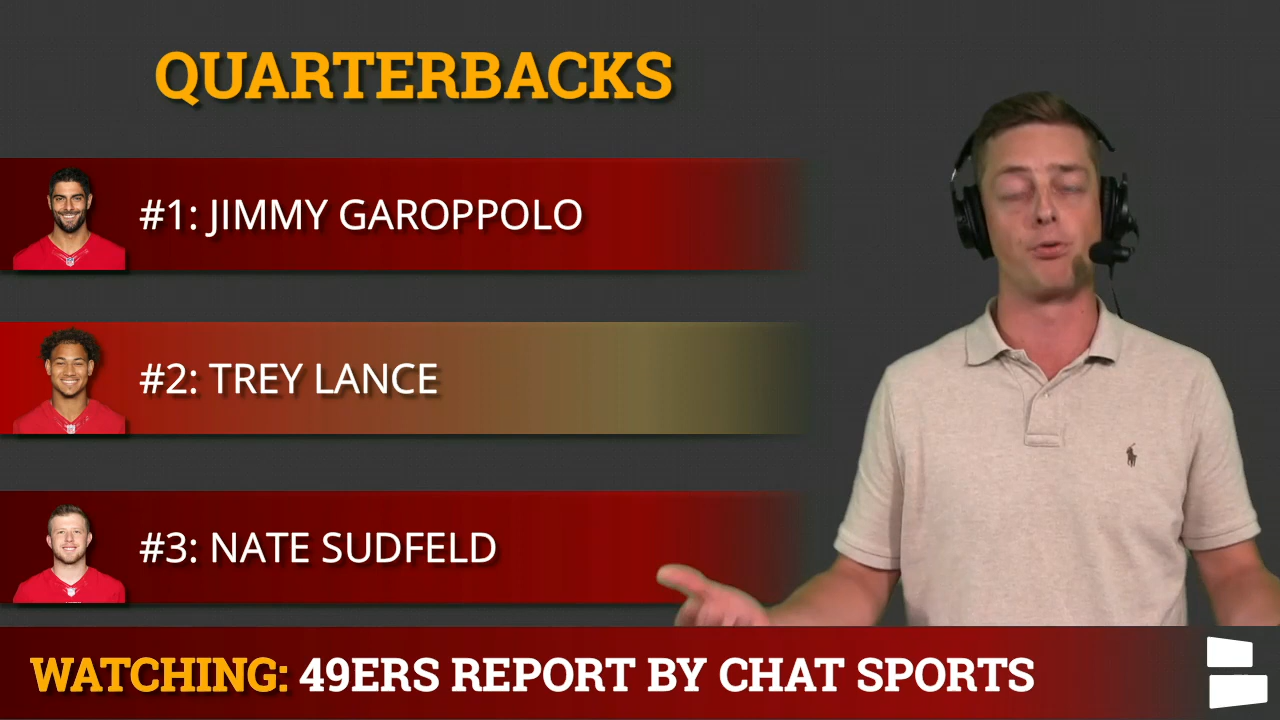 QUARTERBACKS
#1: JIMMY GAROPPOLO
#2: TREY LANCE
#3: NATE SUDFELD
WATCHING: 49ERS REPORT BY CHAT SPORTS